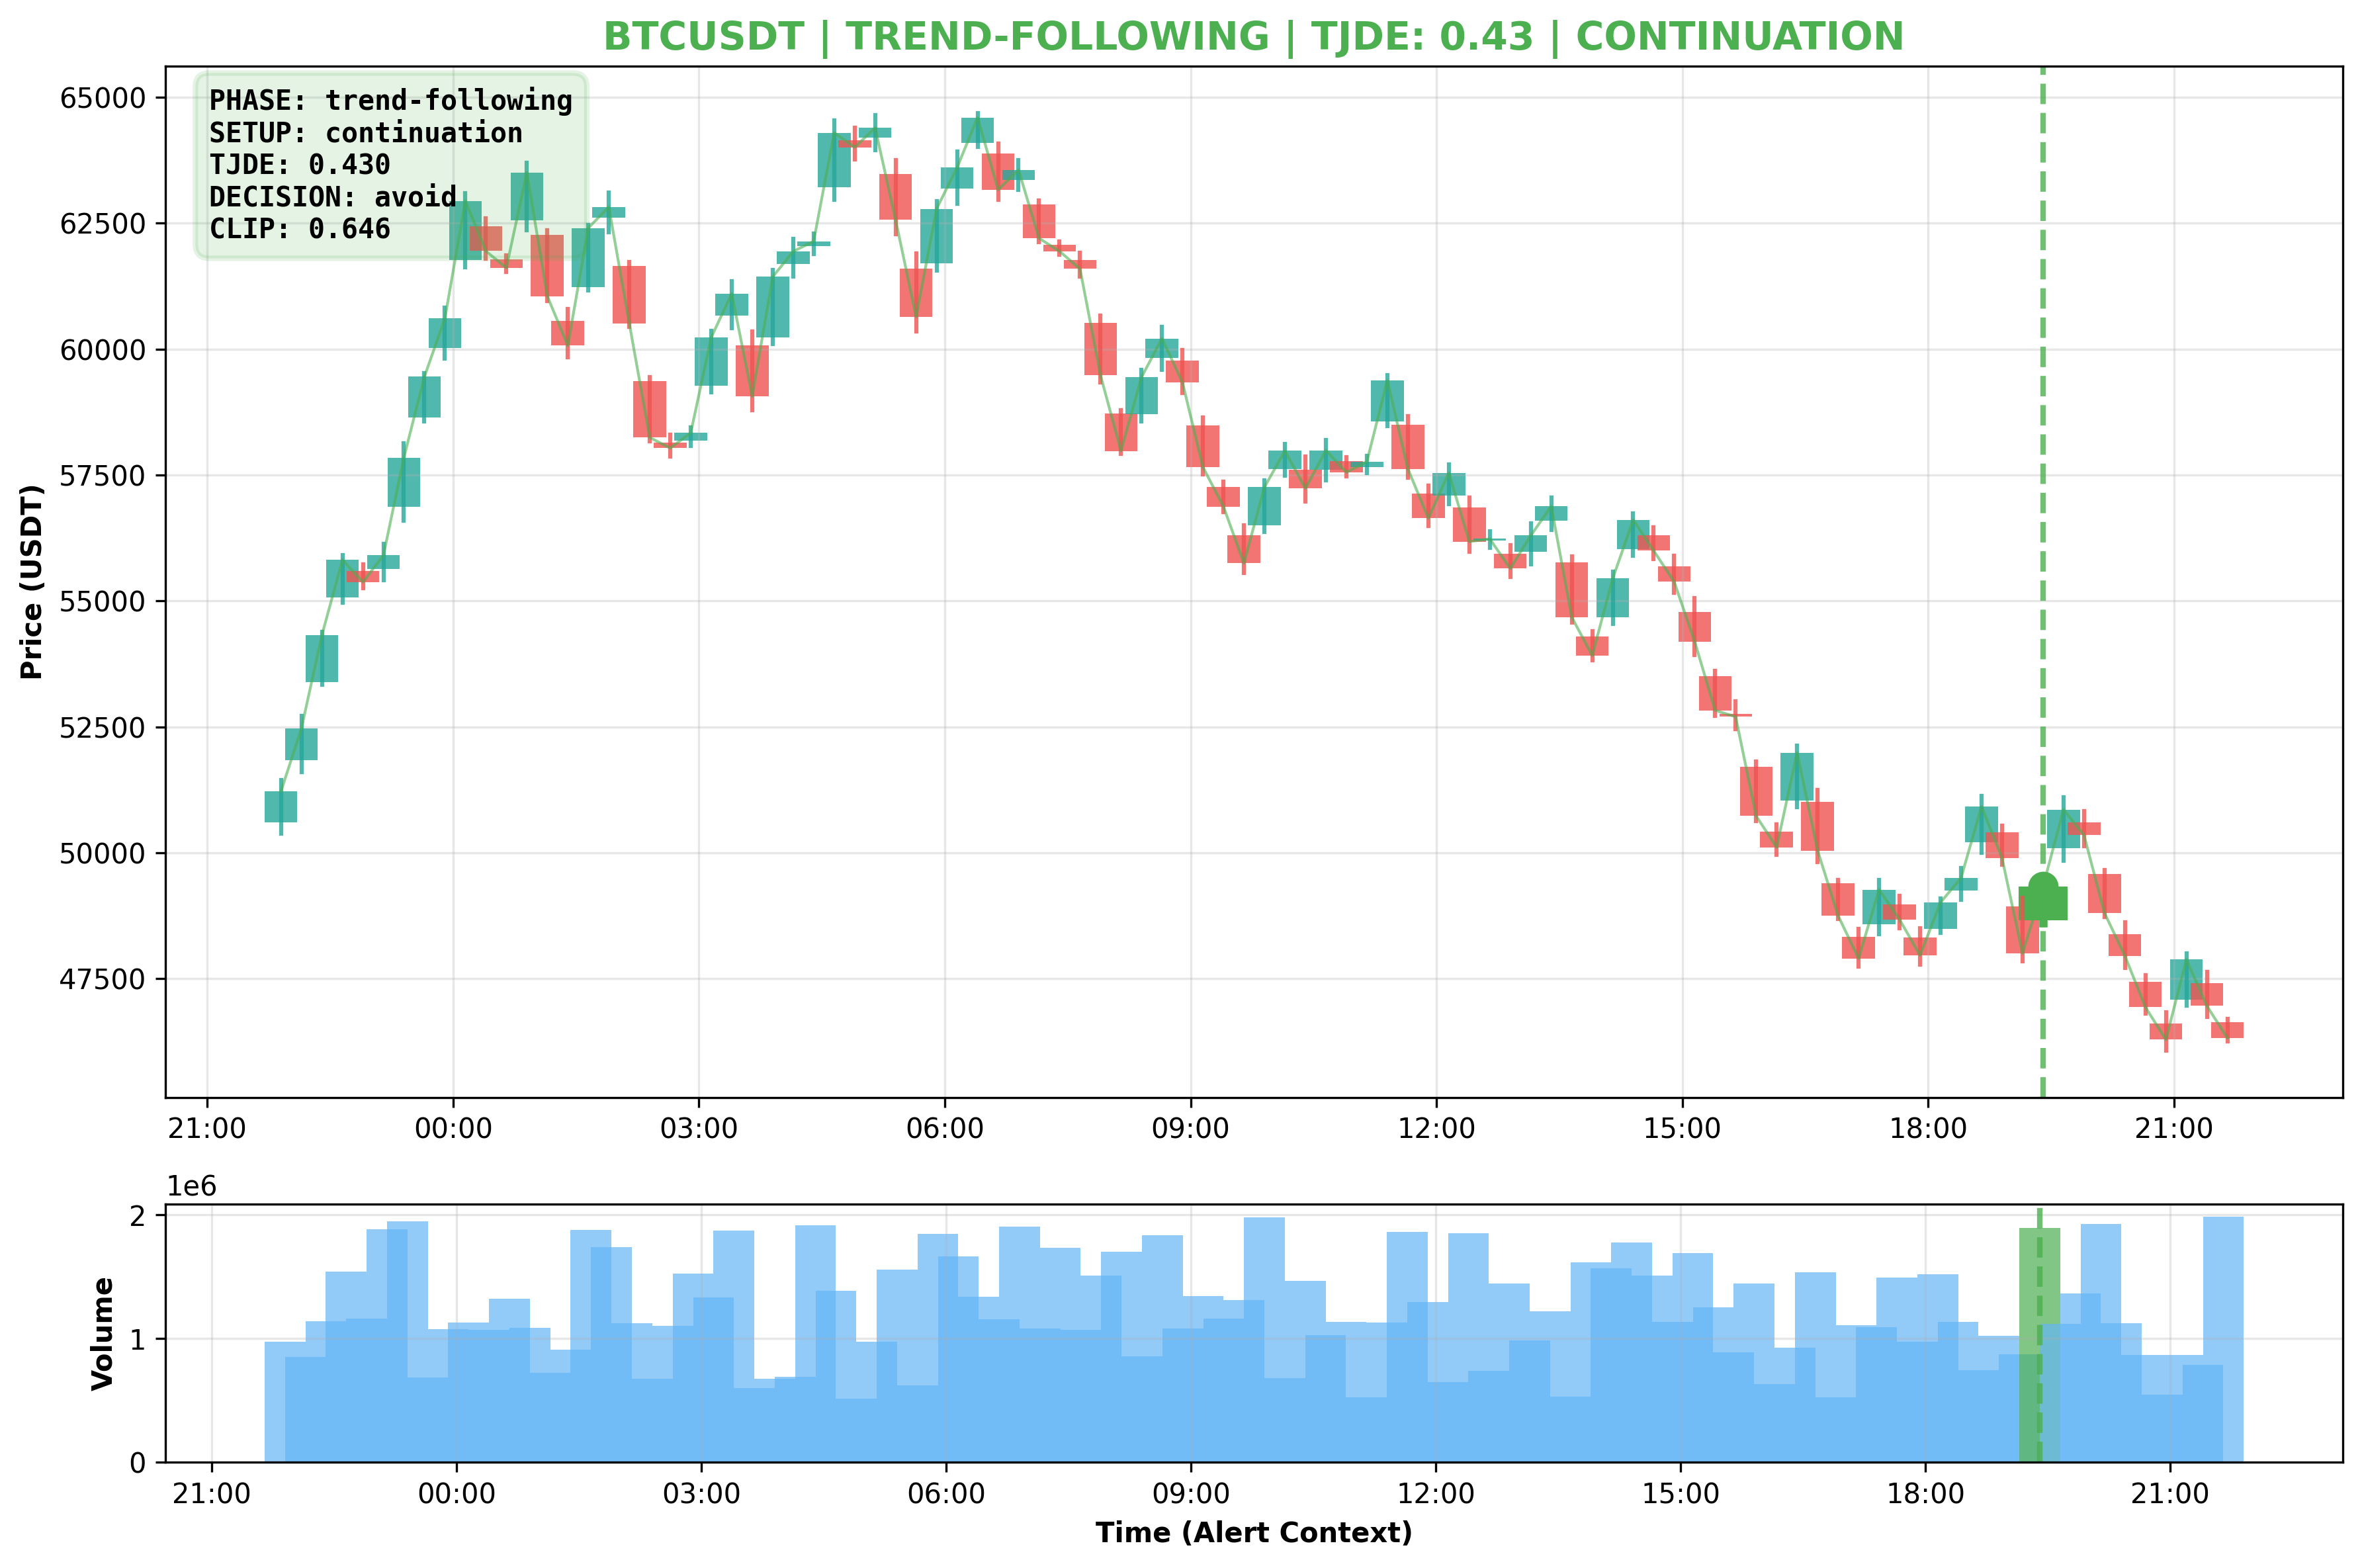 BTCUSDT | TREND-FOLLOWING | TJDE: 0.43 | CONTINUATION
PHASE: trend-following
SETUP: continuation
TJDE: 0.430
DECISION: avoid
CLIP: 0.646
Price (USDT)
65000
62500
60000
57500
55000
52500
50000
47500
21:00 00:00 03:00 06:00 09:00 12:00 15:00 18:00 21:00
1e6
Volume
2
1
0
21:00 00:00 03:00 06:00 09:00 12:00 15:00 18:00 21:00
Time (Alert Context)